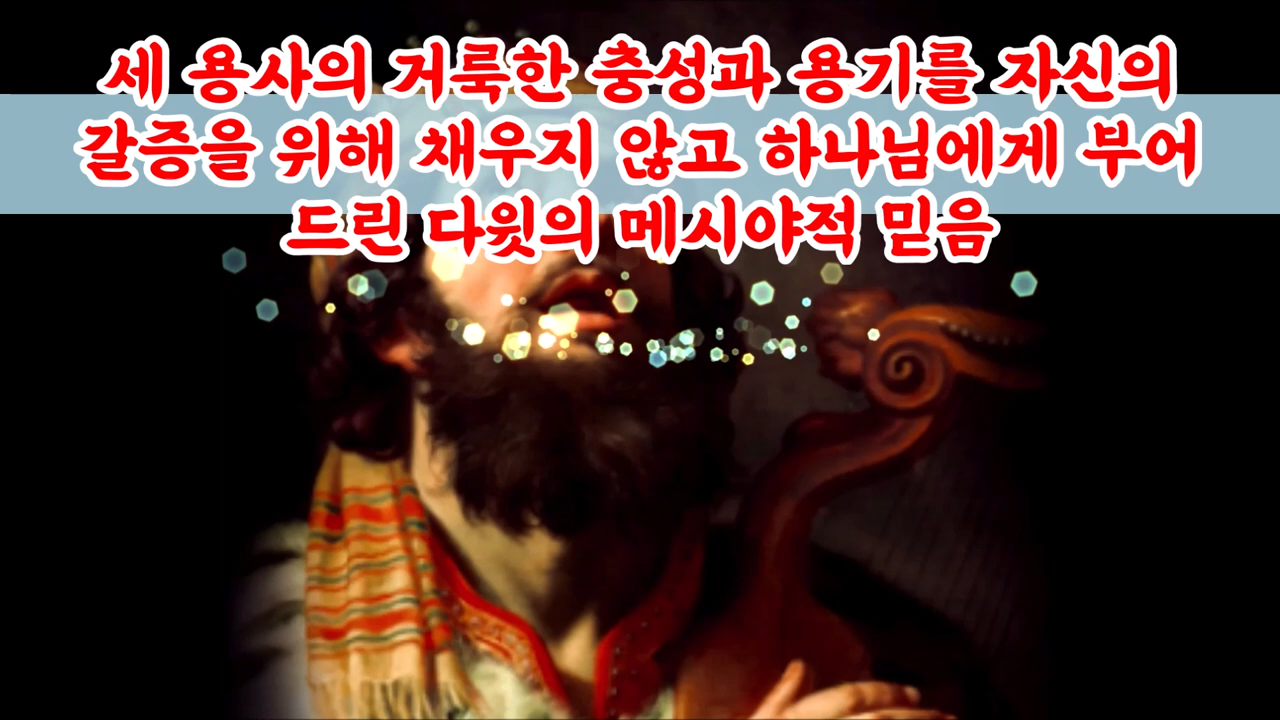 세 용사의 거룩한 충성과 용기를 자신의
갈증을 위해 채우지 않고 하나님에게 부어
드린 다윗의 메시야적 믿음